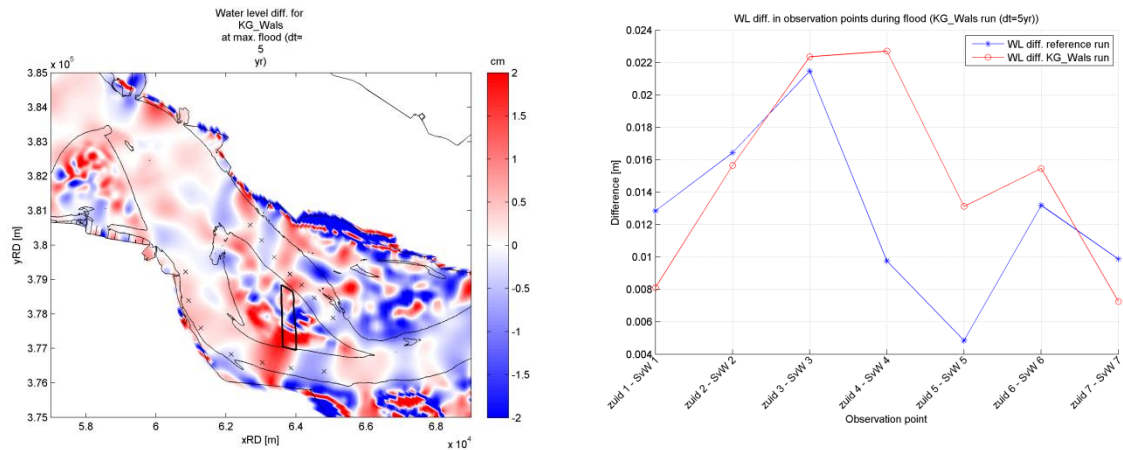 Water level diff. for
KG_Wals
at max. flood (dt=
5
yr)
x 10^5
cm
3.85
3.84
3.83
3.82
3.81
3.8
3.79
3.78
3.77
3.76
3.75
yRD [m]
2
1.5
1
0.5
0
-0.5
-1
-1.5
-2
5.8 6 6.2 6.4 6.6 6.8
xRD [m]
x 10^4
WL diff. in observation points during flood (KG_Wals run (dt=5yr))
WL diff. reference run
WL diff. KG_Wals run
0.024
0.022
0.02
0.018
0.016
0.014
0.012
0.01
0.008
0.006
0.004
Difference [m]
zuid 1 - SvW 1
zuid 2 - SvW 2
zuid 3 - SvW 3
zuid 4 - SvW 4
zuid 5 - SvW 5
zuid 6 - SvW 6
zuid 7 - SvW 7
Observation point